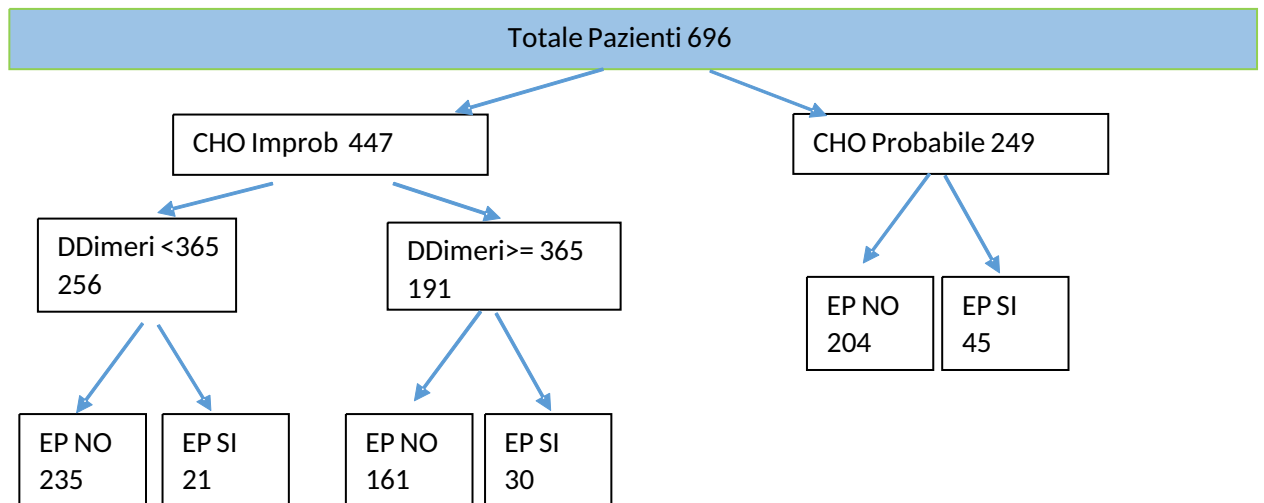 Totale Pazienti 696
CHO Improb 447
CHO Probabile 249
DDimeri <365
256
DDimeri>= 365
191
EP NO
204
EP SI
45
EP NO
235
EP SI
21
EP NO
161
EP SI
30